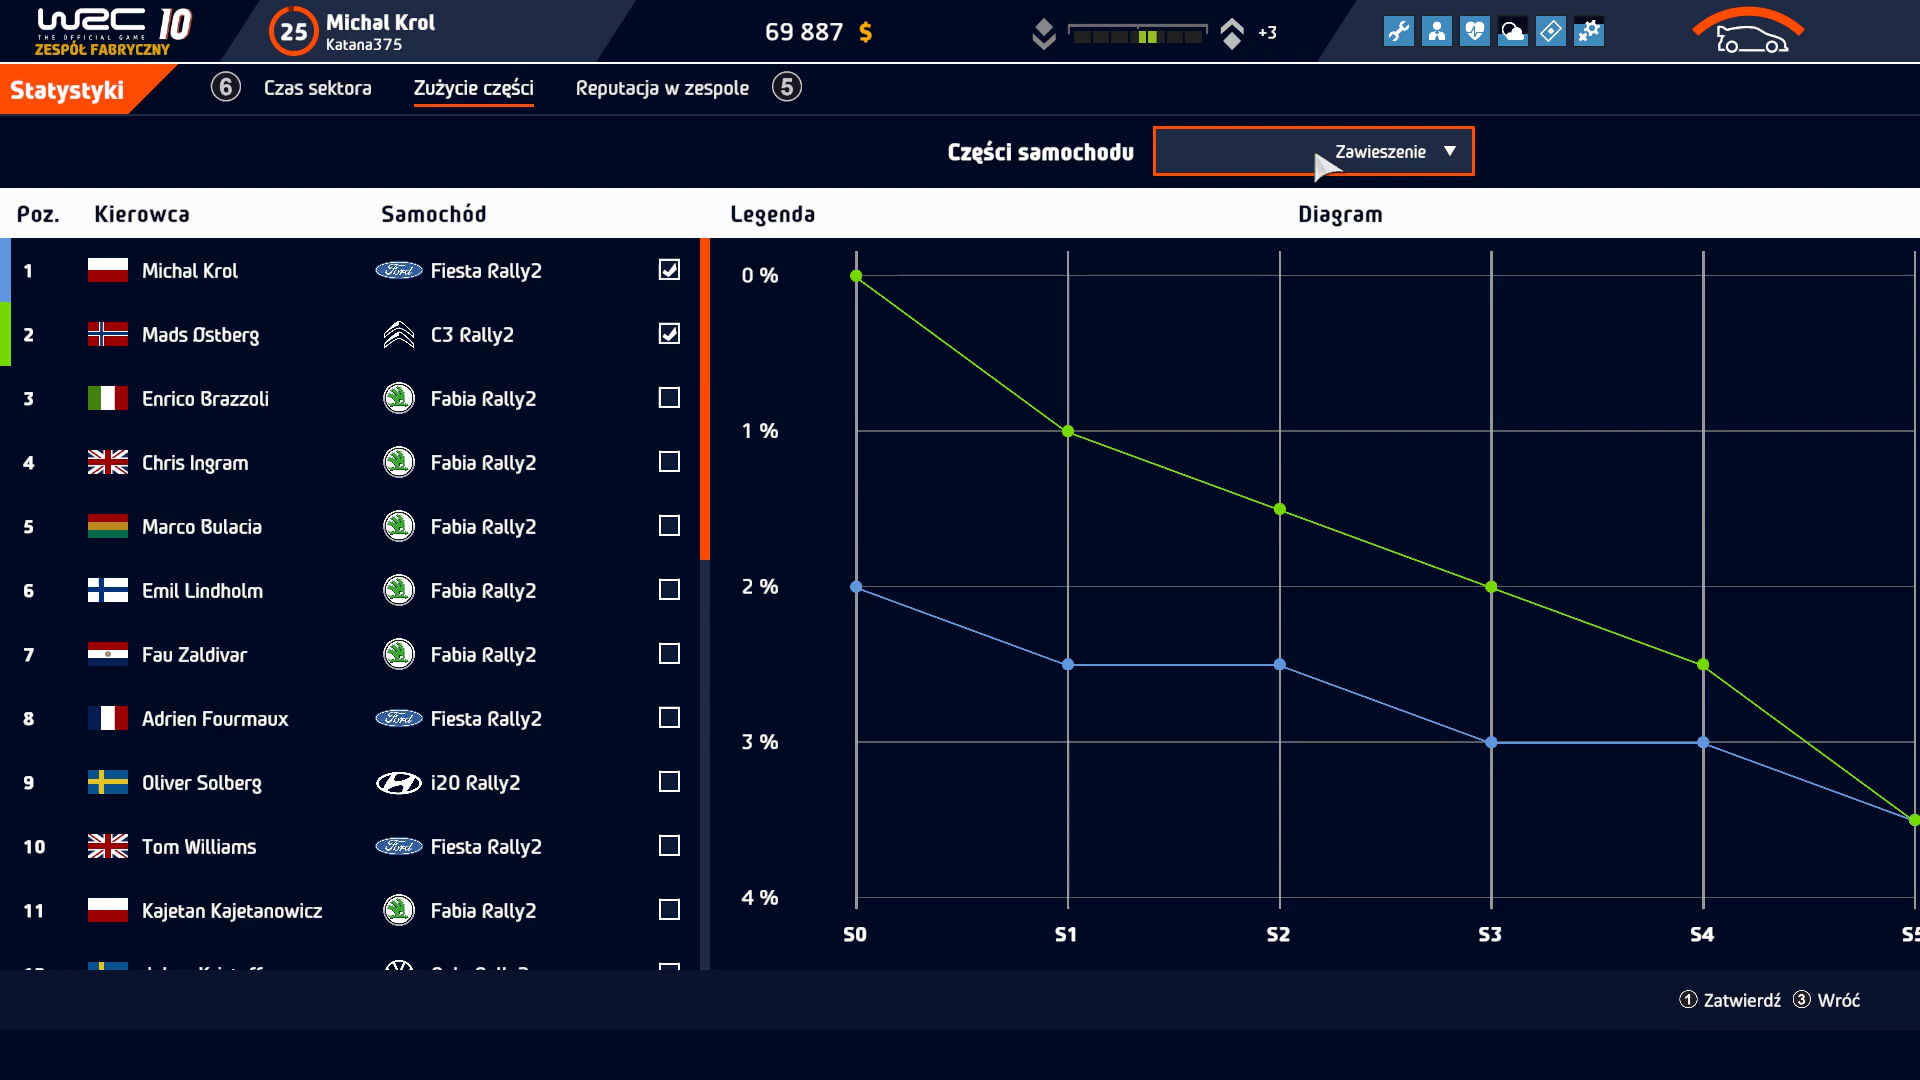 WRC 10
THE OFFICIAL GAME
ZESPÓŁ FABRYCZNY
25
Michal Krol
Katana375
69 887 $
+3
Statystyki
6 Czas sektora Zużycie części Reputacja w zespole 5
Części samochodu Zawieszenie
Poz. Kierowca Samochód Legenda Diagram
1 Michal Krol Ford Fiesta Rally2
2 Mads Østberg C3 Rally2
3 Enrico Brazzoli Fabia Rally2
4 Chris Ingram Fabia Rally2
5 Marco Bulacia Fabia Rally2
6 Emil Lindholm Fabia Rally2
7 Fau Zaldivar Fabia Rally2
8 Adrien Fourmaux Ford Fiesta Rally2
9 Oliver Solberg i20 Rally2
10 Tom Williams Ford Fiesta Rally2
11 Kajetan Kajetanowicz Fabia Rally2
0 %
1 %
2 %
3 %
4 %
S0 S1 S2 S3 S4
1 Zatwierdź 3 Wróć